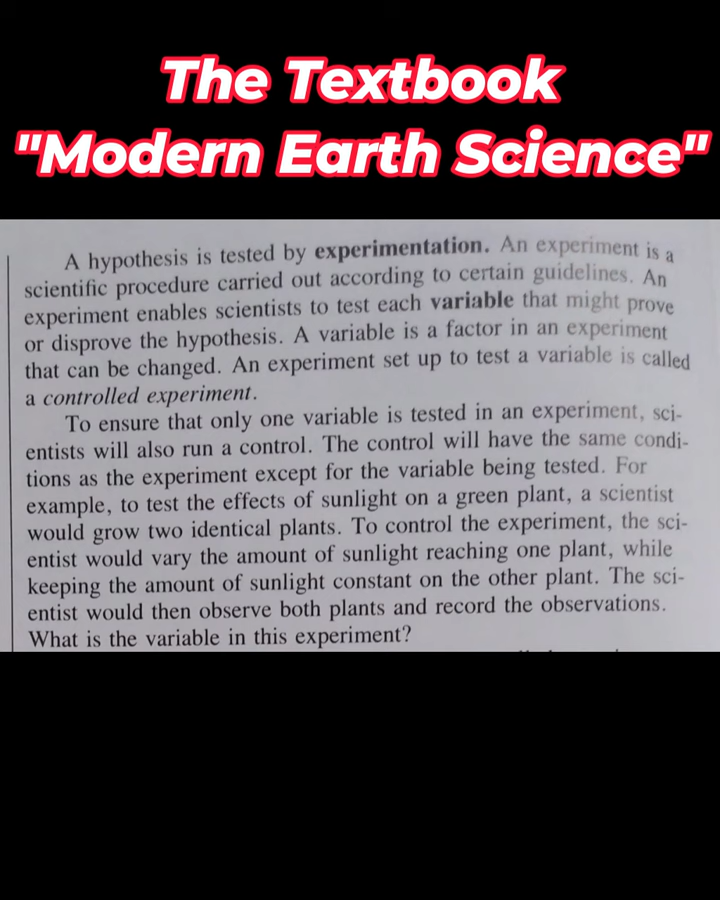 The Textbook
"Modern Earth Science"
A hypothesis is tested by experimentation. An experiment is a
scientific procedure carried out according to certain guidelines. An
experiment enables scientists to test each variable that might prove
or disprove the hypothesis. A variable is a factor in an experiment
that can be changed. An experiment set up to test a variable is called
a controlled experiment.
To ensure that only one variable is tested in an experiment, sci-
entists will also run a control. The control will have the same condi-
tions as the experiment except for the variable being tested. For
example, to test the effects of sunlight on a green plant, a scientist
would grow two identical plants. To control the experiment, the sci-
entist would vary the amount of sunlight reaching one plant, while
keeping the amount of sunlight constant on the other plant. The sci-
entist would then observe both plants and record the observations.
What is the variable in this experiment?